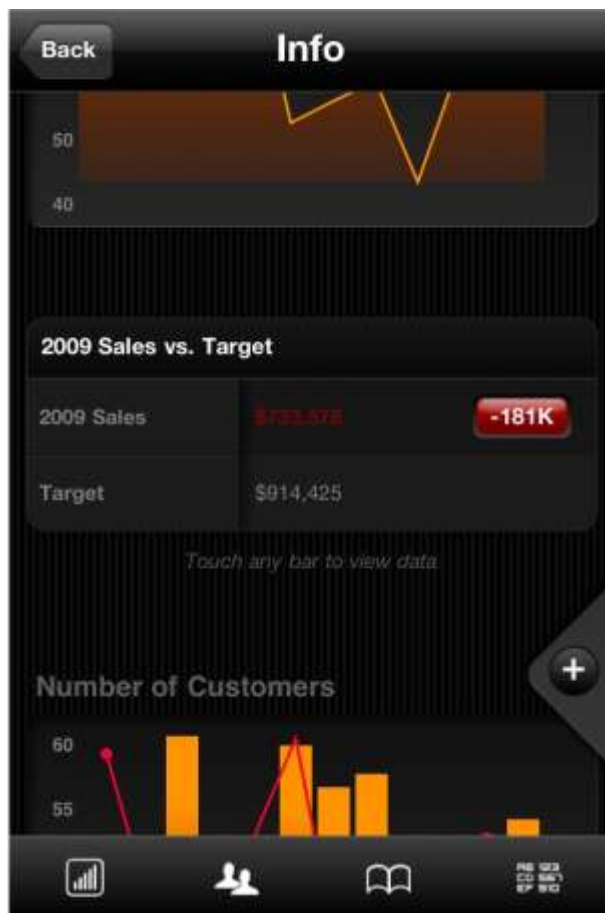 Back
Info
50
40
2009 Sales vs. Target
2009 Sales
-181K
Target
$914,425
Touch any bar to view data
+
Number of Customers
60
55